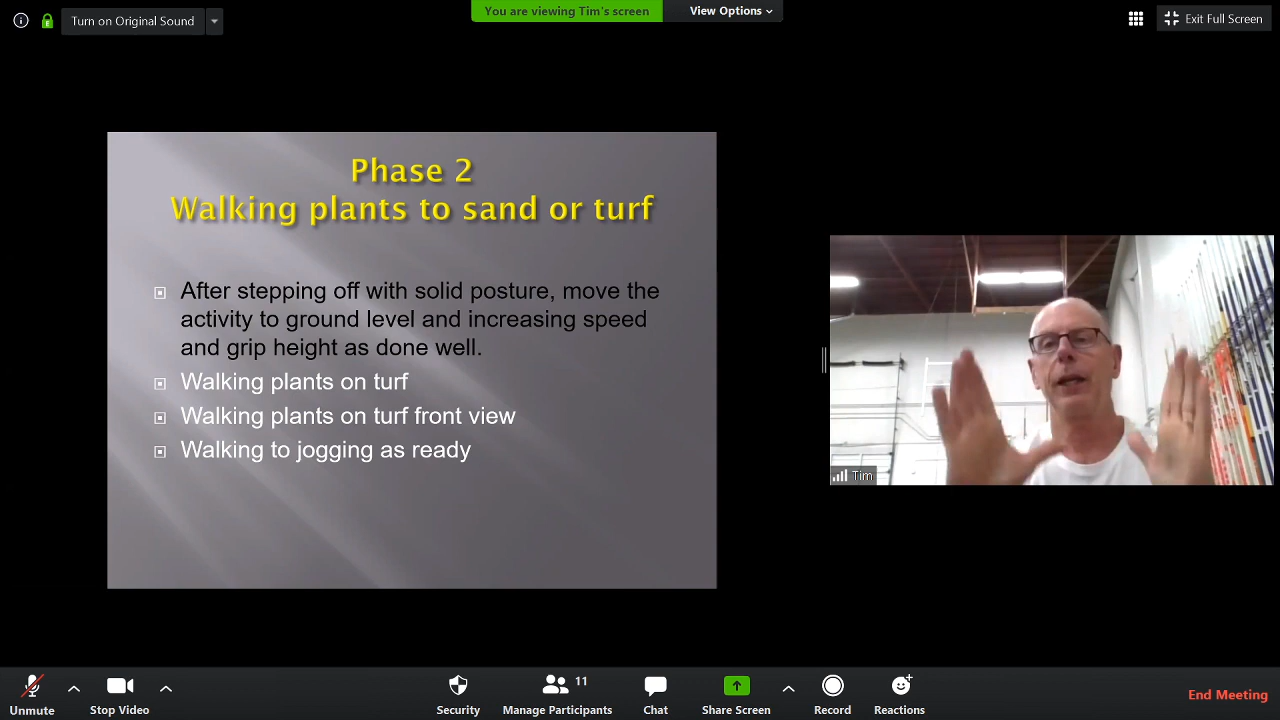 Turn on Original Sound
You are viewing Tim's screen
View Options
Exit Full Screen
Phase 2
Walking plants to sand or turf
After stepping off with solid posture, move the
activity to ground level and increasing speed
and grip height as done well.
Walking plants on turf
Walking plants on turf front view
Walking to jogging as ready
Tim
Unmute
Stop Video
Security
Manage Participants
11
Chat
Share Screen
Record
Reactions
End Meeting